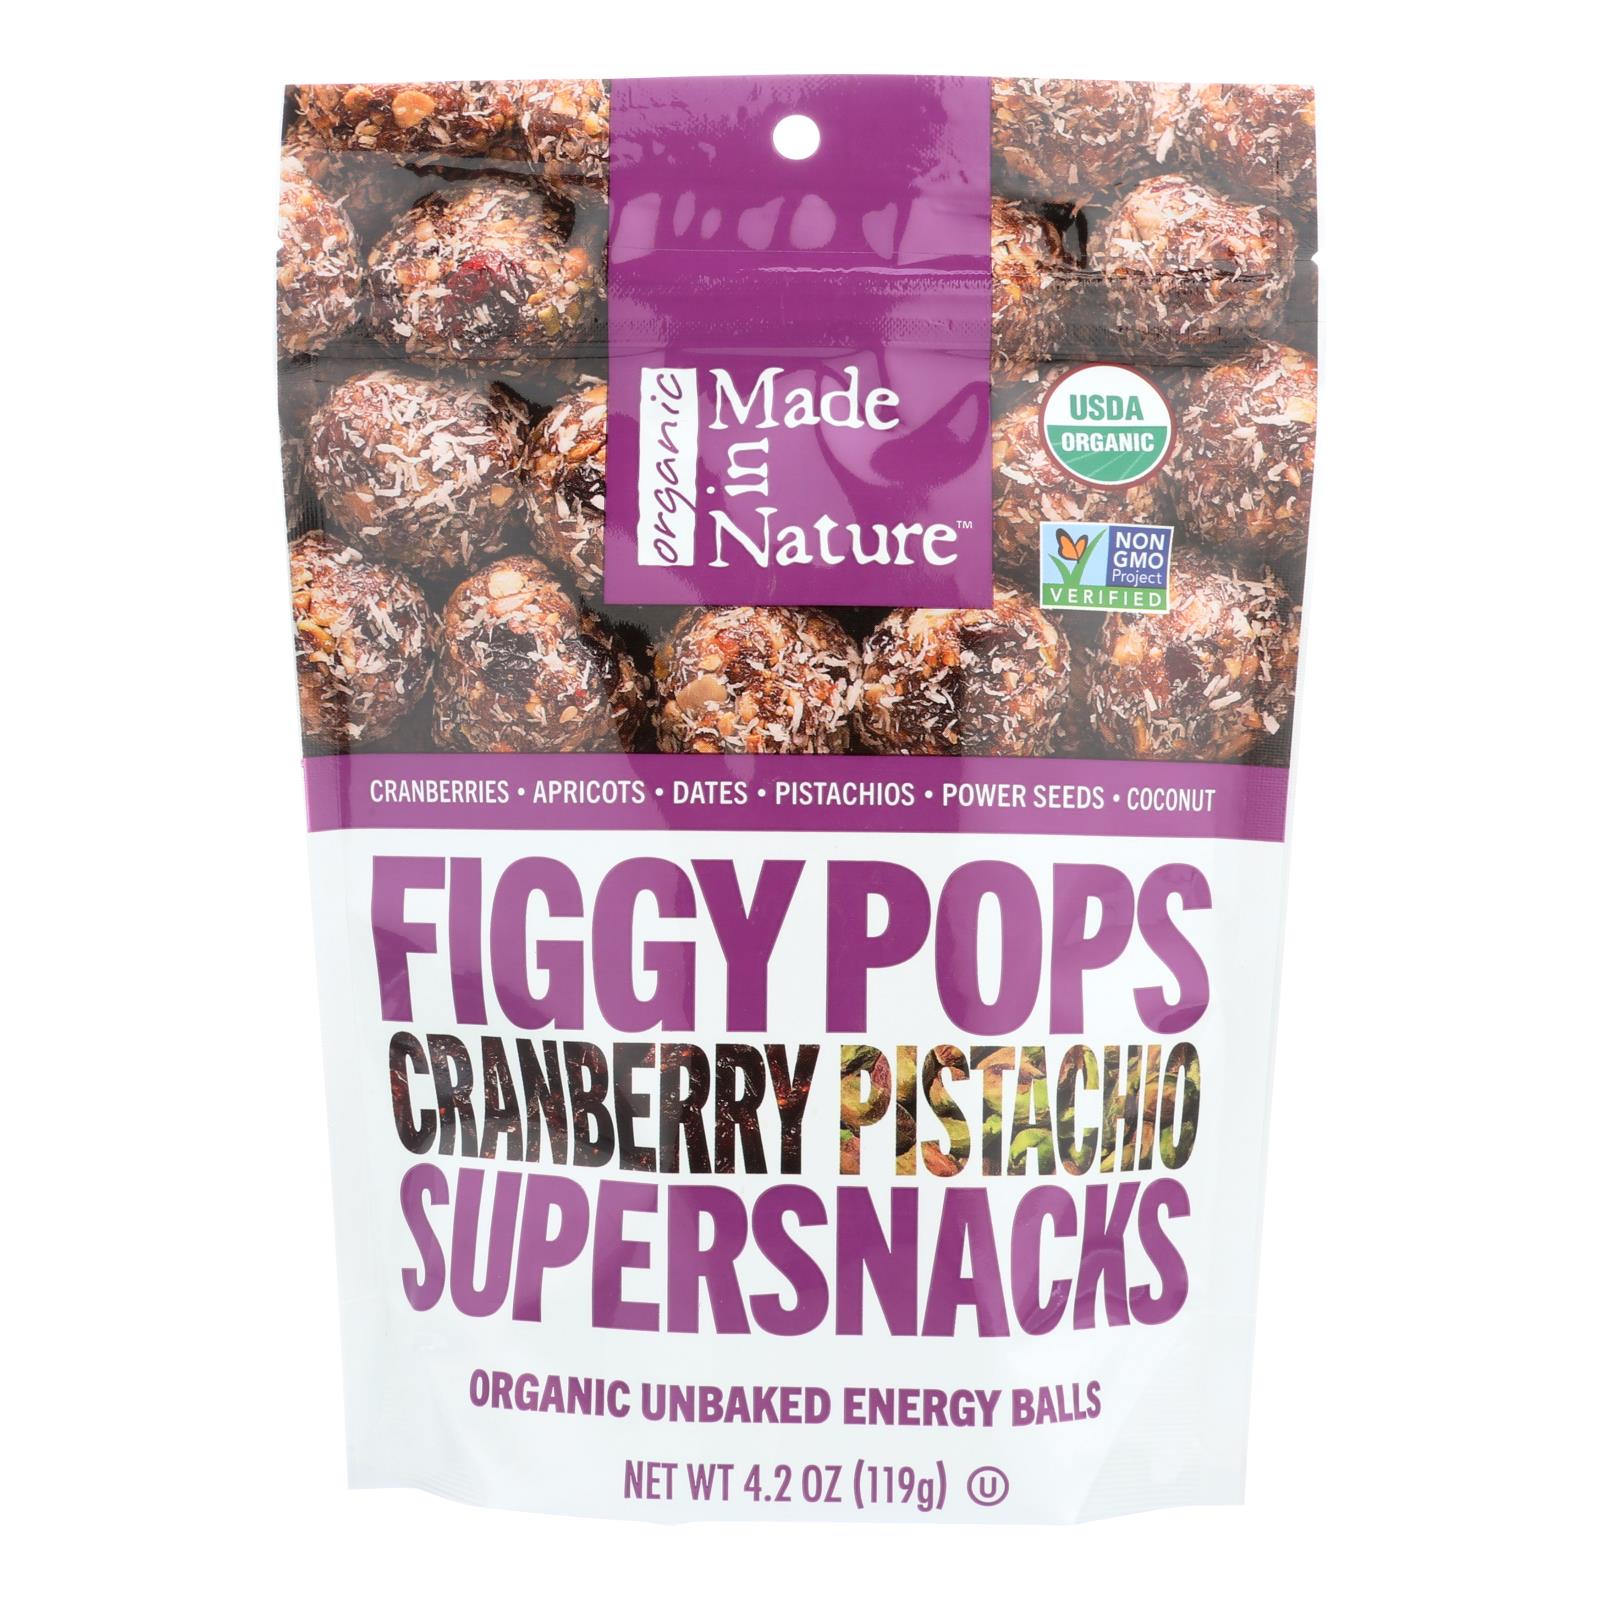 organic
Made
in
Nature™
USDA
ORGANIC
NON
GMO
Project
VERIFIED
CRANBERRIES • APRICOTS • DATES • PISTACHIOS • POWER SEEDS • COCONUT
FIGGY POPS
CRANBERRY PISTACHIO
SUPERSNACKS
ORGANIC UNBAKED ENERGY BALLS
NET WT 4.2 OZ (119g) Ⓤ